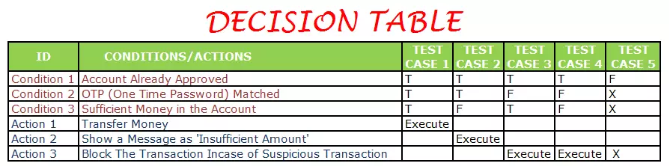 DECISION TABLE
ID CONDITIONS/ACTIONS TEST CASE 1 TEST CASE 2 TEST CASE 3 TEST CASE 4 TEST CASE 5
Condition 1 Account Already Approved T T T T F
Condition 2 OTP (One Time Password) Matched T T F F X
Condition 3 Sufficient Money in the Account T F T F X
Action 1 Transfer Money Execute
Action 2 Show a Message as 'Insufficient Amount' Execute
Action 3 Block The Transaction Incase of Suspicious Transaction Execute Execute X